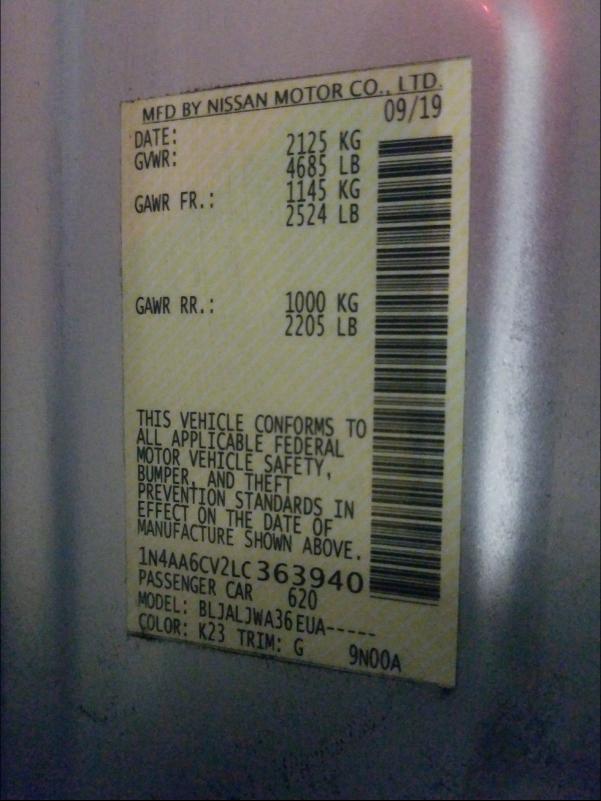 MFD BY NISSAN MOTOR CO., LTD.
DATE: 09/19
GVWR: 2125 KG
4685 LB
GAWR FR.: 1145 KG
2524 LB
GAWR RR.: 1000 KG
2205 LB
THIS VEHICLE CONFORMS TO
ALL APPLICABLE FEDERAL
MOTOR VEHICLE SAFETY,
BUMPER, AND THEFT
PREVENTION STANDARDS IN
EFFECT ON THE DATE OF
MANUFACTURE SHOWN ABOVE.
1N4AA6CV2LC363940
PASSENGER CAR 620
MODEL: BLJALJWA36EUA-----
COLOR: K23 TRIM: G 9N00A